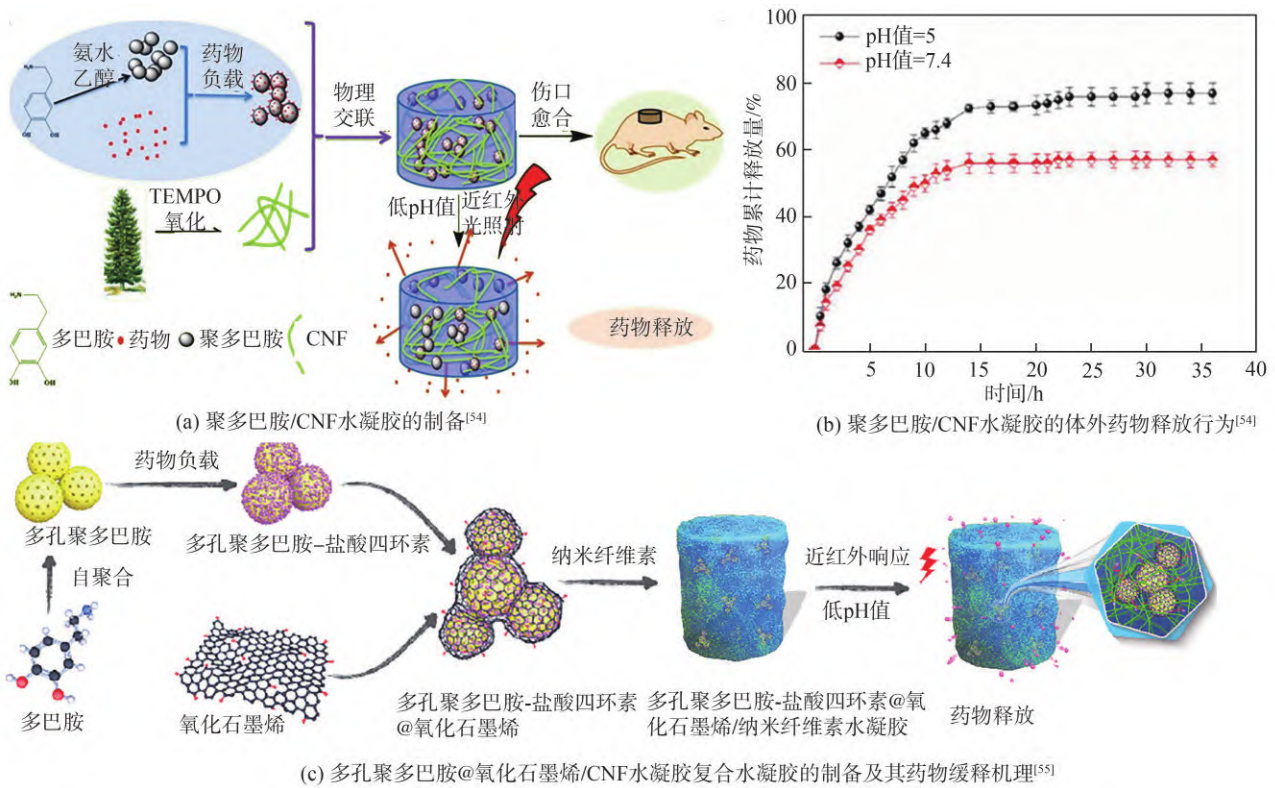 氨水
乙醇
药物
负载
H₂N
OH
OH
TEMPO
氧化
物理
交联
伤口
愈合
低pH值
近红外
光照射
药物释放
H₂N
OH
OH
多巴胺
药物
聚多巴胺
CNF
(a) 聚多巴胺/CNF水凝胶的制备[54]
100
80
60
40
20
0
5
10
15
20
25
30
35
40
药物累计释放量/%
时间/h
pH值=5
pH值=7.4
(b) 聚多巴胺/CNF水凝胶的体外药物释放行为[54]
药物负载
多孔聚多巴胺
多孔聚多巴胺–盐酸四环素
自聚合
多巴胺
氧化石墨烯
多孔聚多巴胺-盐酸四环素
@氧化石墨烯
纳米纤维素
多孔聚多巴胺-盐酸四环素@氧
化石墨烯/纳米纤维素水凝胶
近红外响应
低pH值
药物释放
(c) 多孔聚多巴胺@氧化石墨烯/CNF水凝胶复合水凝胶的制备及其药物缓释机理[55]